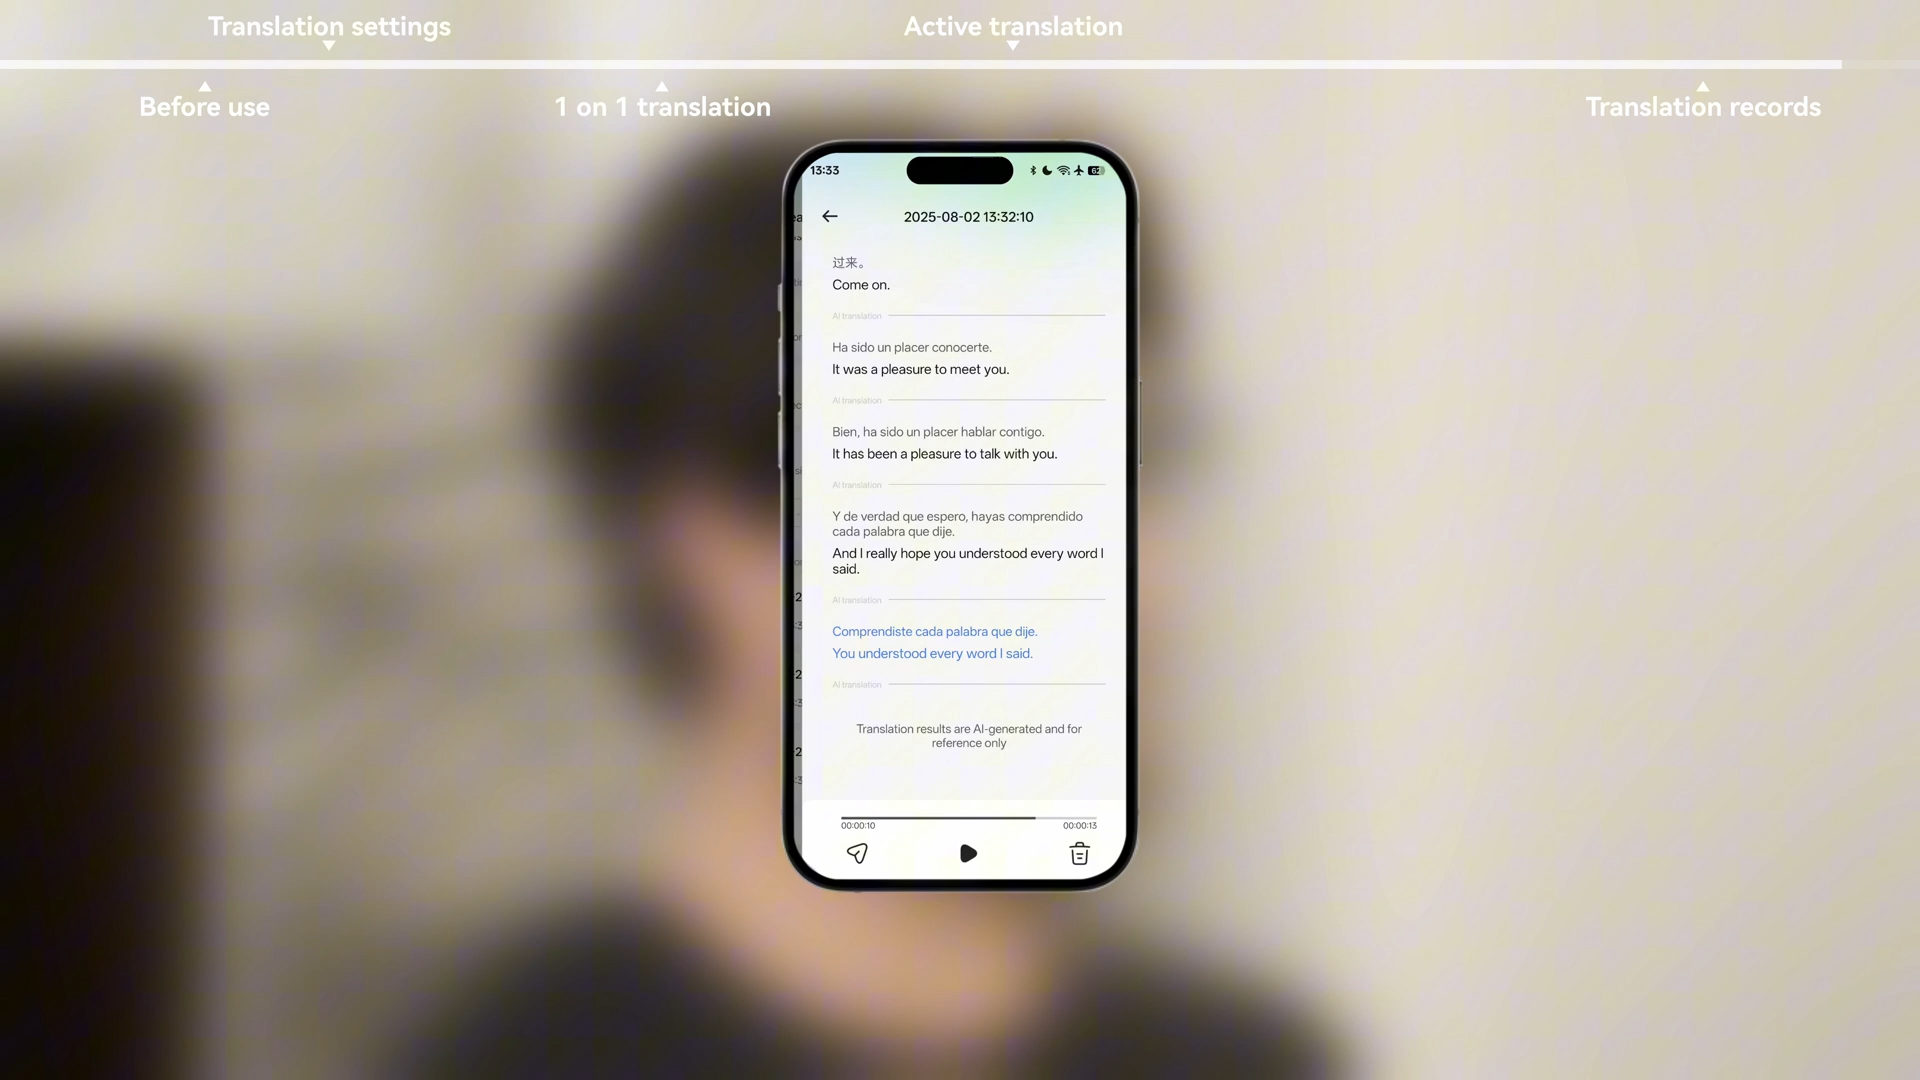 Translation settings
Active translation
Before use
1 on 1 translation
Translation records
13:33
2025-08-02 13:32:10
过来。
Come on.
AI translation
Ha sido un placer conocerte.
It was a pleasure to meet you.
AI translation
Bien, ha sido un placer hablar contigo.
It has been a pleasure to talk with you.
AI translation
Y de verdad que espero, hayas comprendido
cada palabra que dije.
And I really hope you understood every word I
said.
AI translation
Comprendiste cada palabra que dije.
You understood every word I said.
AI translation
Translation results are AI-generated and for
reference only
00:00:10
00:00:13